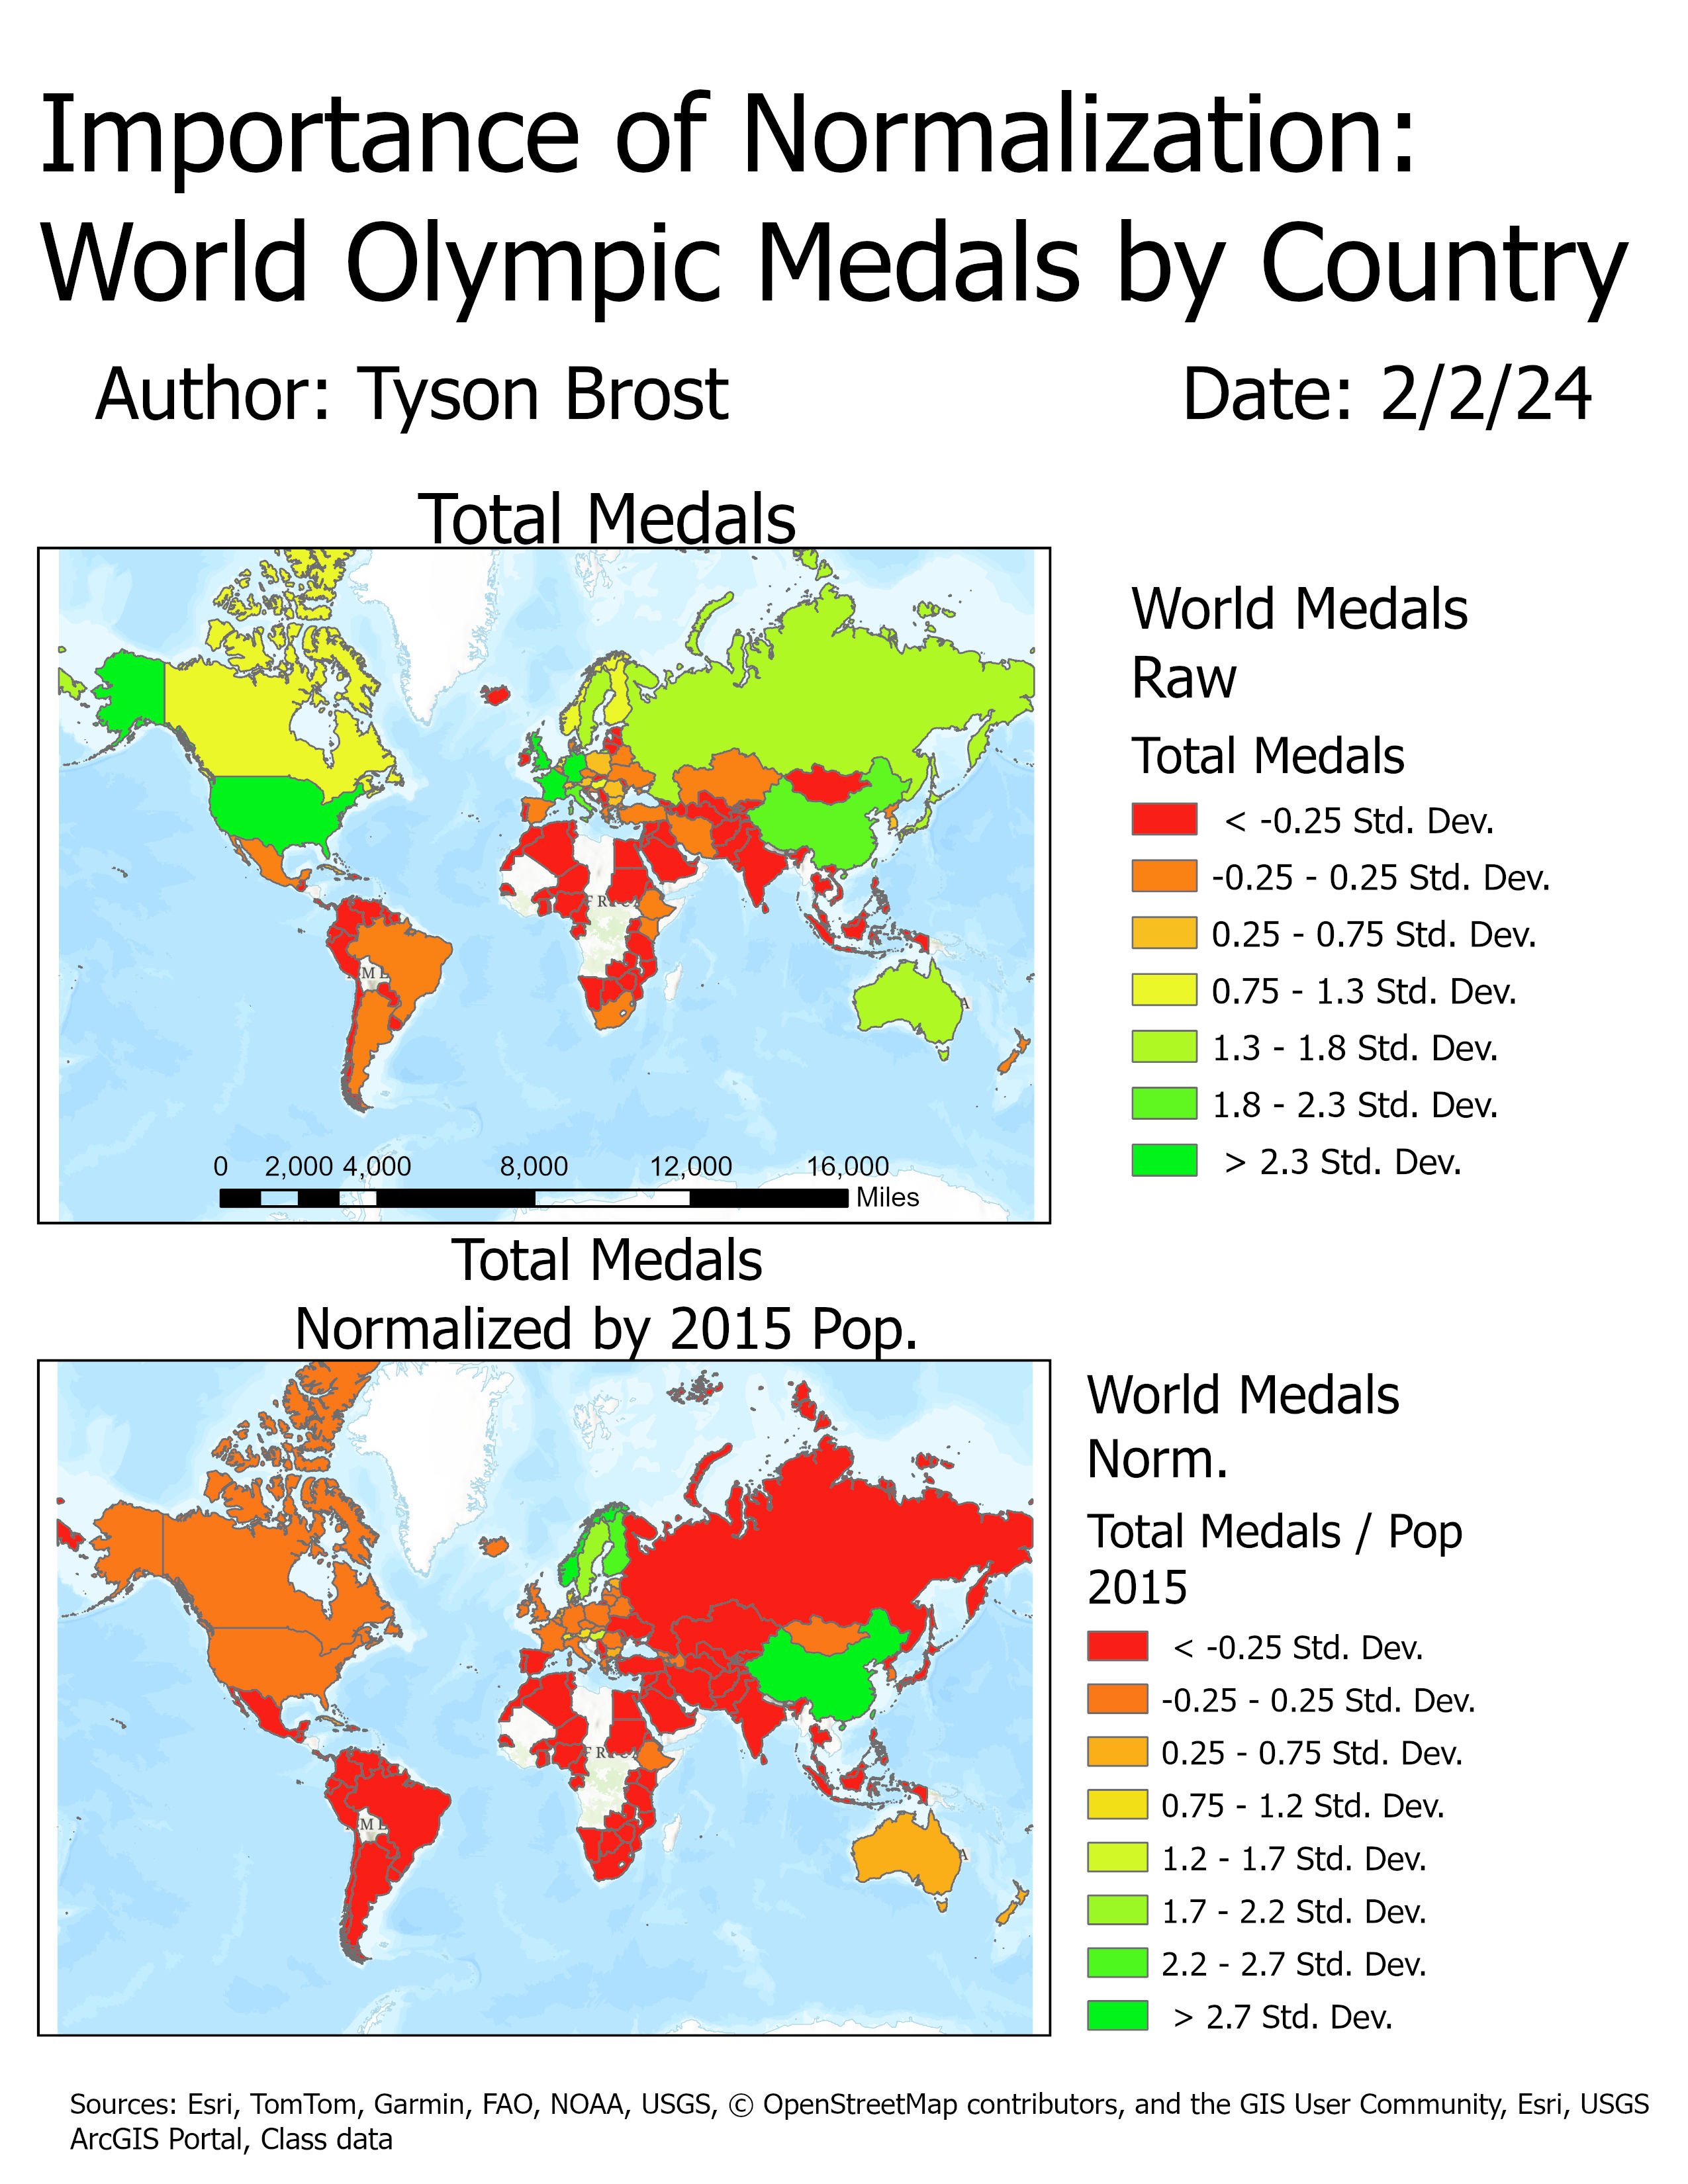 Importance of Normalization:
World Olympic Medals by Country
Author: Tyson Brost
Date: 2/2/24
Total Medals
World Medals
Raw
Total Medals
< -0.25 Std. Dev.
-0.25 - 0.25 Std. Dev.
0.25 - 0.75 Std. Dev.
0.75 - 1.3 Std. Dev.
1.3 - 1.8 Std. Dev.
1.8 - 2.3 Std. Dev.
> 2.3 Std. Dev.
0 2,000 4,000 8,000 12,000 16,000
Miles
Total Medals
Normalized by 2015 Pop.
World Medals
Norm.
Total Medals / Pop
2015
< -0.25 Std. Dev.
-0.25 - 0.25 Std. Dev.
0.25 - 0.75 Std. Dev.
0.75 - 1.2 Std. Dev.
1.2 - 1.7 Std. Dev.
1.7 - 2.2 Std. Dev.
2.2 - 2.7 Std. Dev.
> 2.7 Std. Dev.
Sources: Esri, TomTom, Garmin, FAO, NOAA, USGS, © OpenStreetMap contributors, and the GIS User Community, Esri, USGS
ArcGIS Portal, Class data